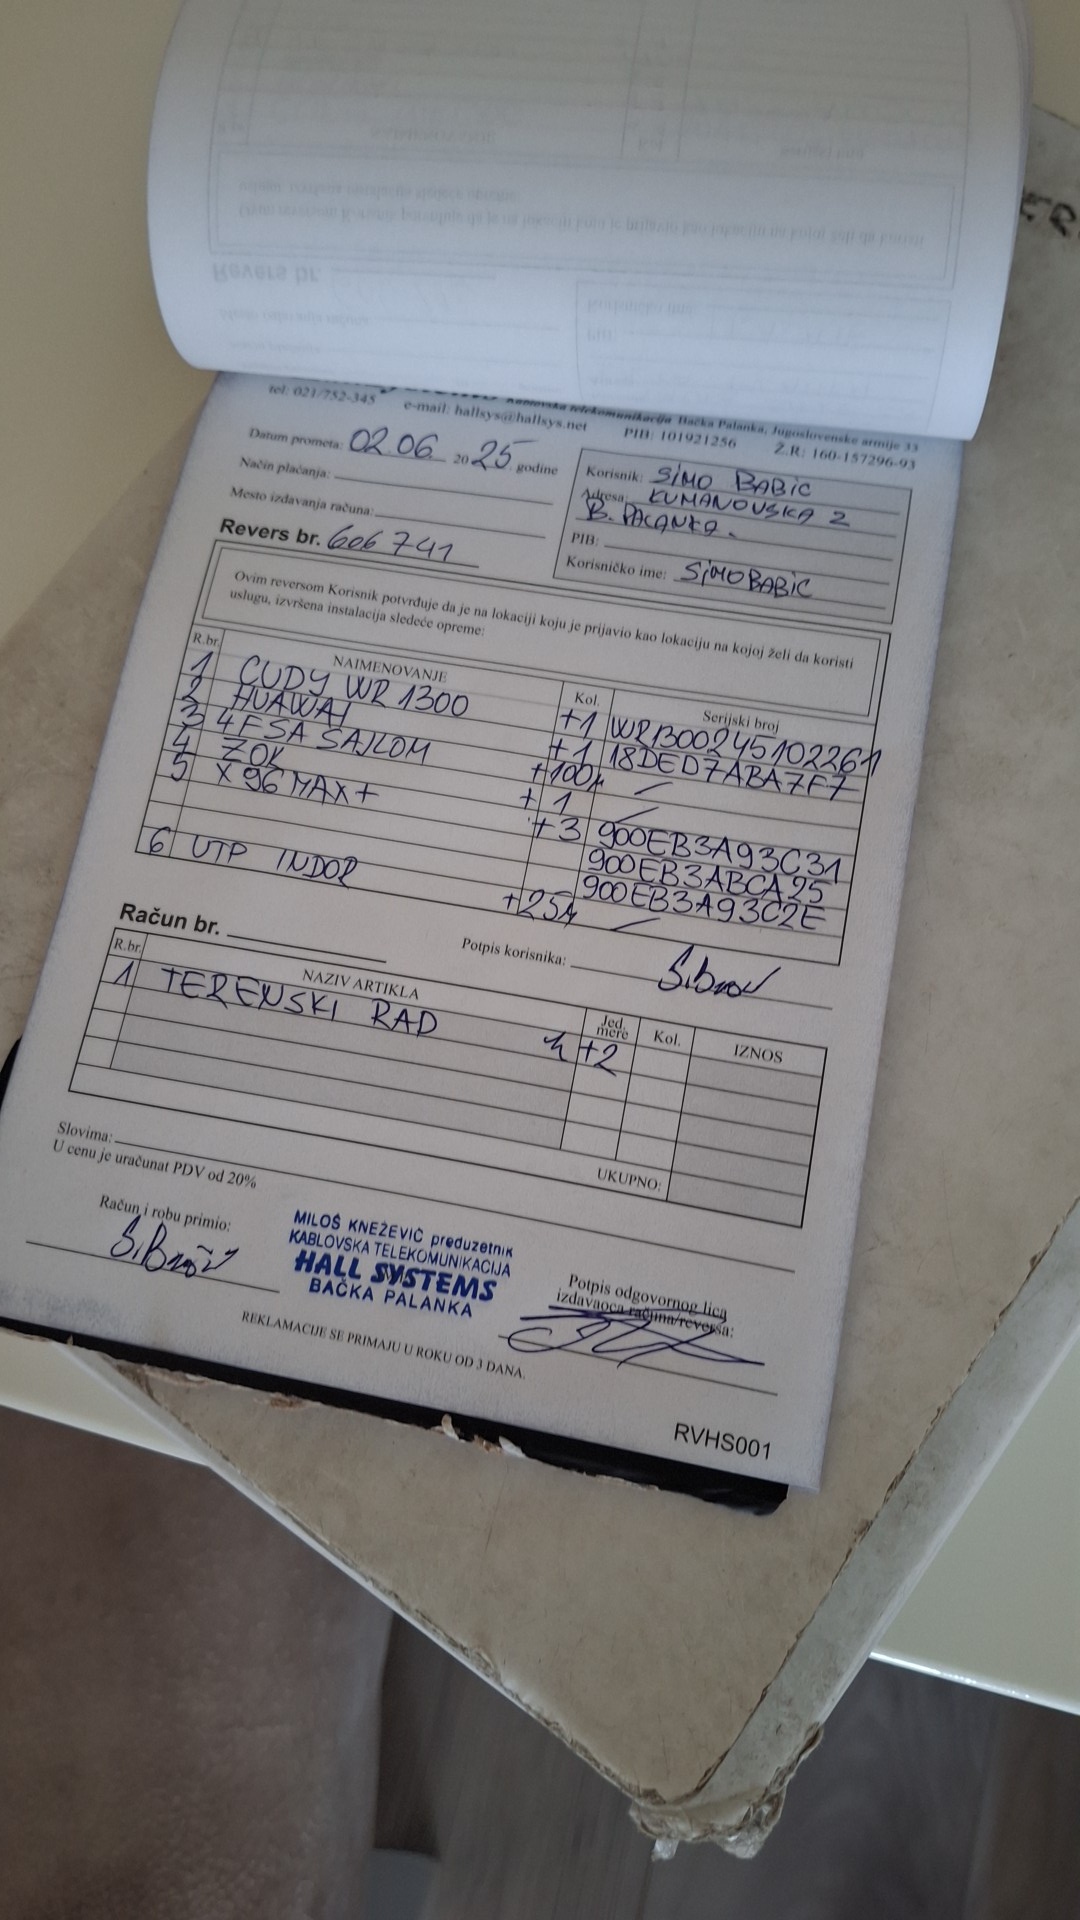 Kablovska telekomunikacija Bačka Palanka, Jugoslovenske armije 33
tel: 021/752-345 e-mail: hallsys@hallsys.net PIB: 101921256 Ž.R: 160-157296-93
Datum prometa: 02.06. 2025. godine
Način plaćanja:
Mesto izdavanja računa:
Revers br. 606 741
Korisnik: SIMO BABIC
Adresa: KUMANOVSKA 2
B. PALANKA.
PIB:
Korisničko ime: SIMOBABIC
Ovim reversom Korisnik potvrđuje da je na lokaciji koju je prijavio kao lokaciju na kojoj želi da koristi
uslugu, izvršena instalacija sledeće opreme:
R.br. NAIMENOVANJE Kol. Serijski broj
1 CUDY WR 1300 +1 WR1300245102261
2 HUAWAI +1 18DED7ABA7F7
3 4FSA SAJLOM +100m /
4 ZOK + 1 /
5 X96 MAX+ +3 900EB3A93C31
900EB3ABCA25
900EB3A93C2E
6 UTP INDOR +25m /
Račun br.
Potpis korisnika:
R.br. NAZIV ARTIKLA Jed. mere Kol. IZNOS
1 TERENSKI RAD h +2
UKUPNO:
Slovima:
U cenu je uračunat PDV od 20%
Račun i robu primio:
MILOŠ KNEŽEVIĆ preduzetnik
KABLOVSKA TELEKOMUNIKACIJA
HALL SYSTEMS
BAČKA PALANKA
Potpis odgovornog lica
izdavaoca računa/reversa:
REKLAMACIJE SE PRIMAJU U ROKU OD 3 DANA.
RVHS001